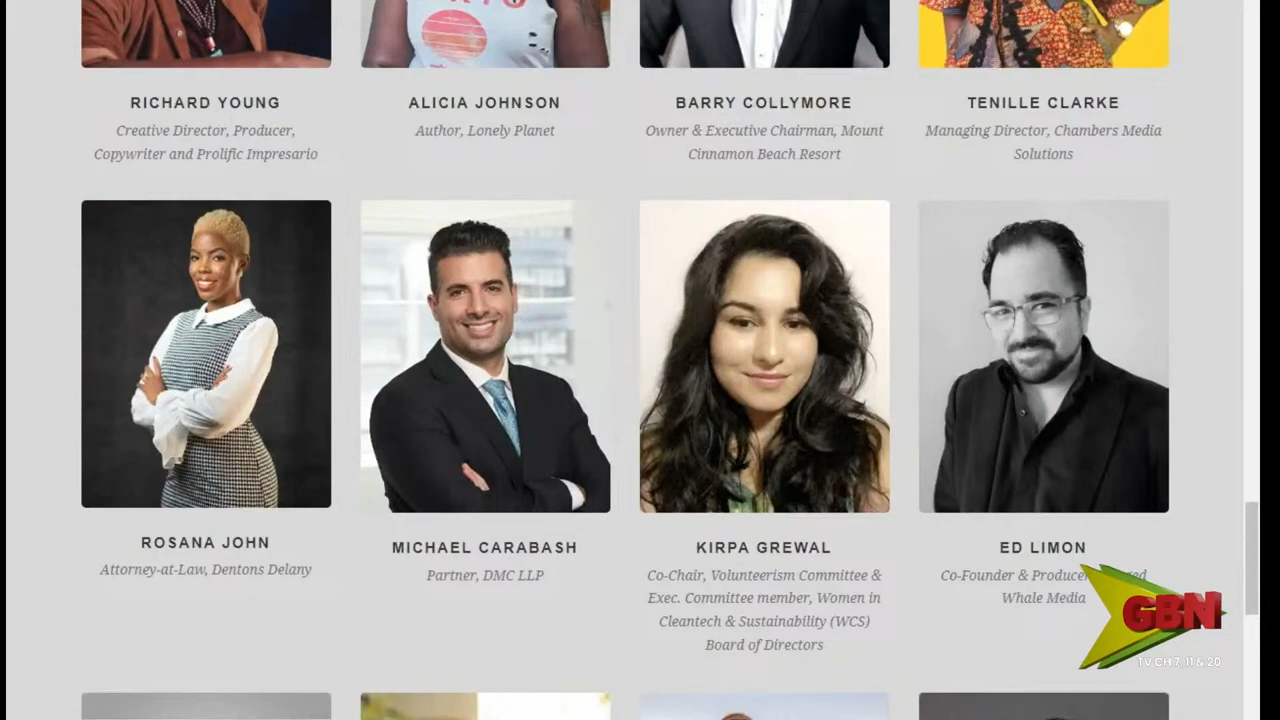 RICHARD YOUNG
Creative Director, Producer,
Copywriter and Prolific Impresario
ALICIA JOHNSON
Author, Lonely Planet
BARRY COLLYMORE
Owner & Executive Chairman, Mount
Cinnamon Beach Resort
TENILLE CLARKE
Managing Director, Chambers Media
Solutions
ROSANA JOHN
Attorney-at-Law, Dentons Delany
MICHAEL CARABASH
Partner, DMC LLP
KIRPA GREWAL
Co-Chair, Volunteerism Committee &
Exec. Committee member, Women in
Cleantech & Sustainability (WCS)
Board of Directors
ED LIMON
Co-Founder & Producer
Whale Media
GBN
TV CH 7, 11 & 20